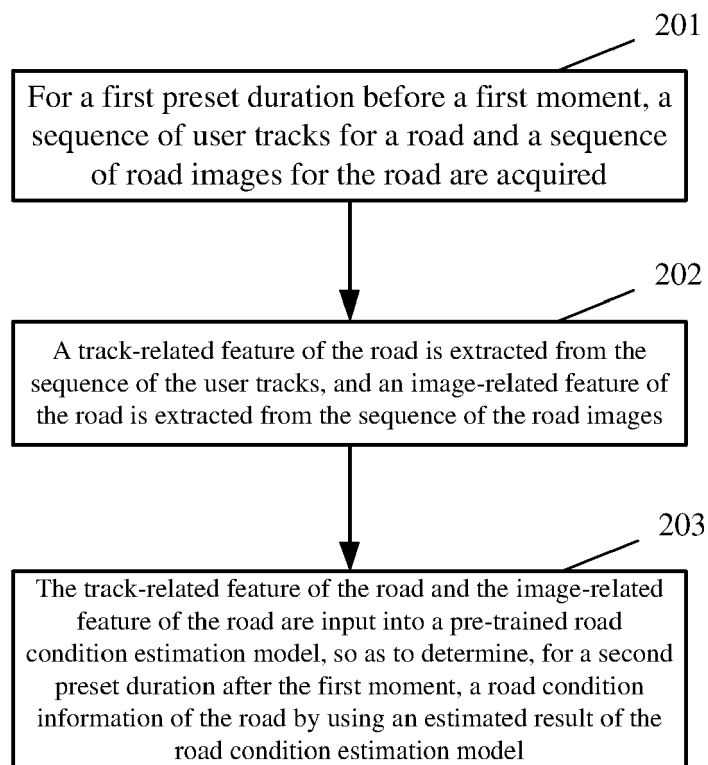 201
For a first preset duration before a first moment, a
sequence of user tracks for a road and a sequence
of road images for the road are acquired
202
A track-related feature of the road is extracted from the
sequence of the user tracks, and an image-related feature of
the road is extracted from the sequence of the road images
203
The track-related feature of the road and the image-related
feature of the road are input into a pre-trained road
condition estimation model, so as to determine, for a second
preset duration after the first moment, a road condition
information of the road by using an estimated result of the
road condition estimation model